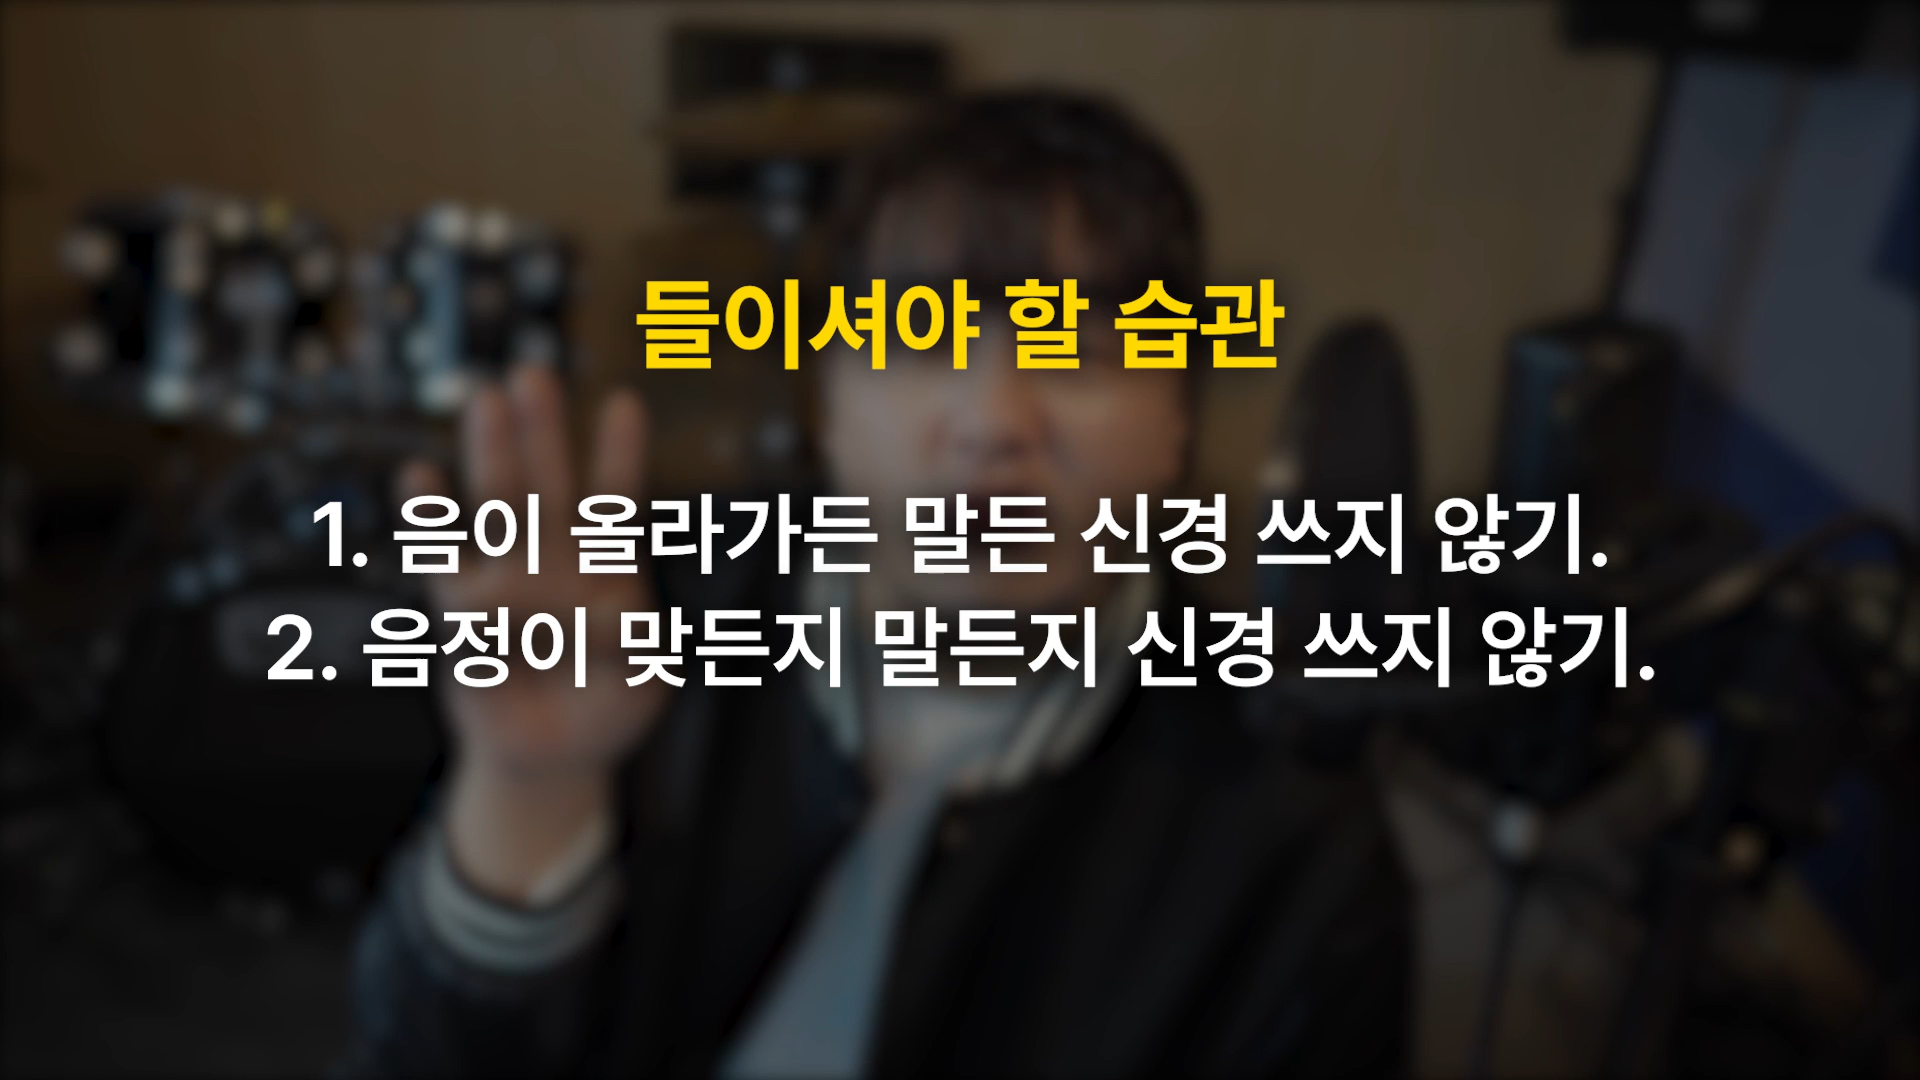 들이셔야 할 습관
1. 음이 올라가든 말든 신경 쓰지 않기.
2. 음정이 맞든지 말든지 신경 쓰지 않기.